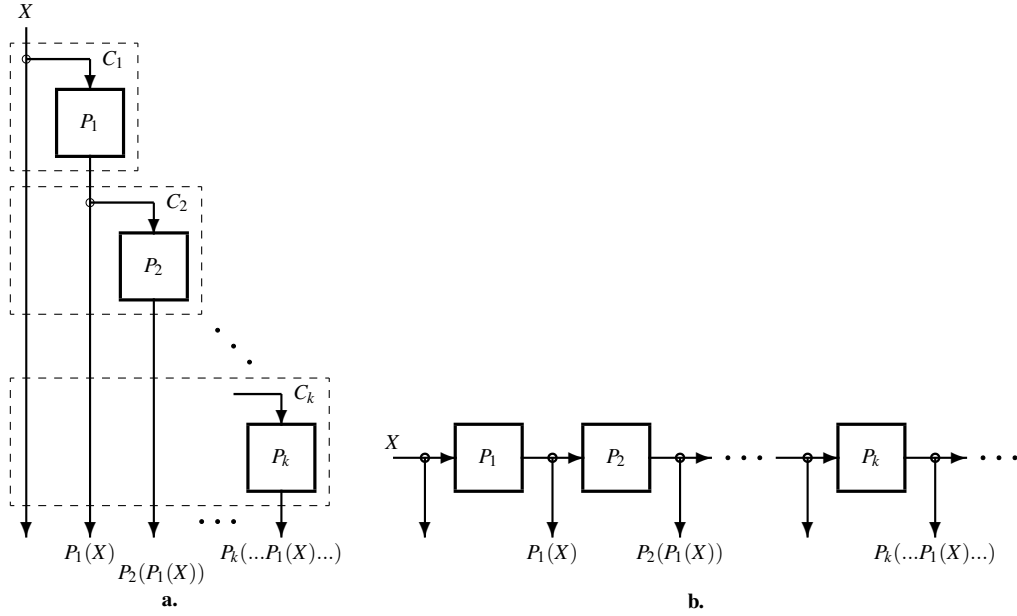 X
C₁
P₁
C₂
P₂
Cₖ
Pₖ
P₁(X)
P₂(P₁(X))
Pₖ(...P₁(X)...)
a.
X
P₁
P₂
Pₖ
P₁(X)
P₂(P₁(X))
Pₖ(...P₁(X)...)
b.